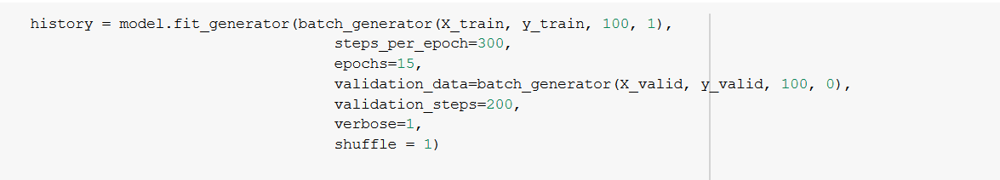 history = model.fit_generator(batch_generator(X_train, y_train, 100, 1),
steps_per_epoch=300,
epochs=15,
validation_data=batch_generator(X_valid, y_valid, 100, 0),
validation_steps=200,
verbose=1,
shuffle = 1)